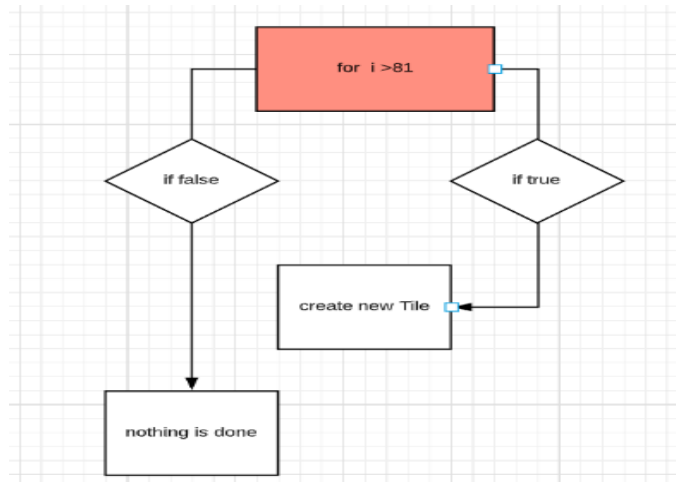 for i >81
if false
if true
create new Tile
nothing is done